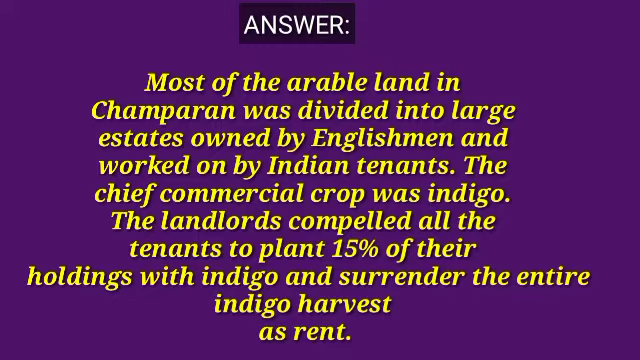 ANSWER:
Most of the arable land in
Champaran was divided into large
estates owned by Englishmen and
worked on by Indian tenants. The
chief commercial crop was indigo.
The landlords compelled all the
tenants to plant 15% of their
holdings with indigo and surrender the entire
indigo harvest
as rent.